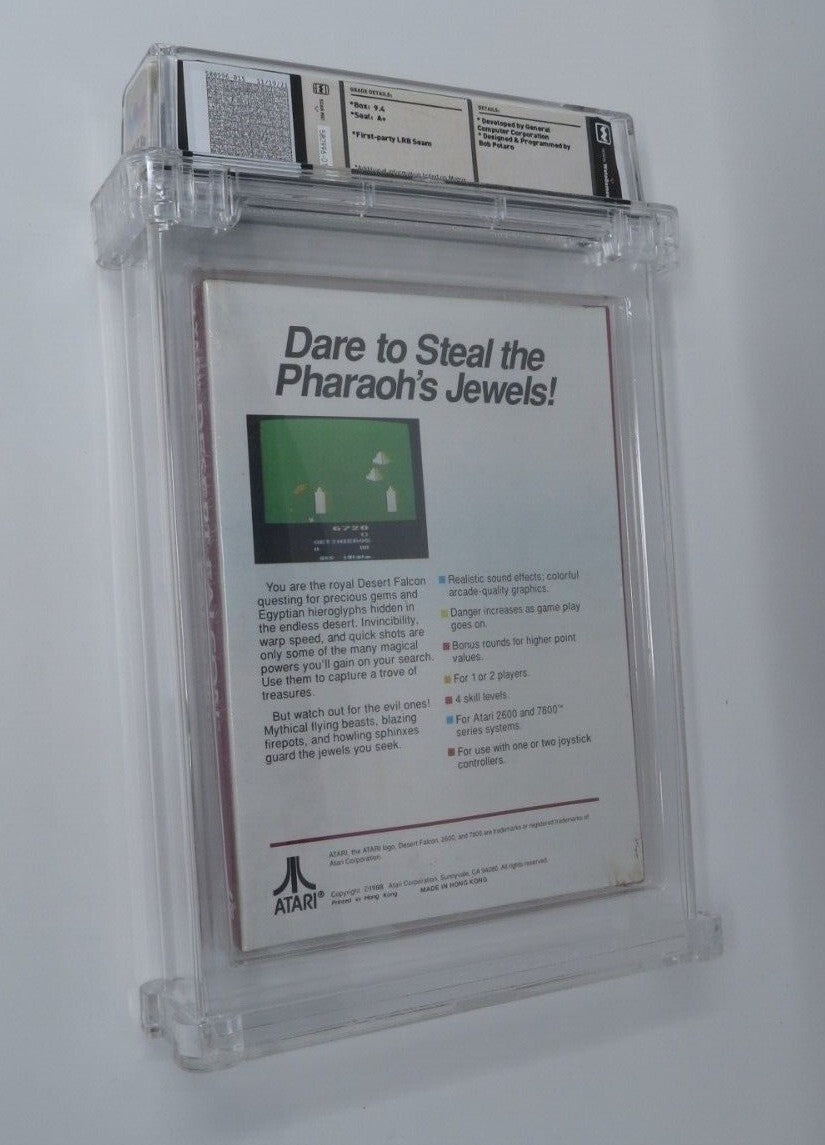 GRADE DETAILS:
*Box: 9.4
*Seal: A+
*First-party LRB Seam
DETAILS:
* Developed by General
Computer Corporation
* Designed & Programmed by
Bob Polaro
Dare to Steal the
Pharaoh's Jewels!
6720
You are the royal Desert Falcon
questing for precious gems and
Egyptian hieroglyphs hidden in
the endless desert. Invincibility,
warp speed, and quick shots are
only some of the many magical
powers you'll gain on your search.
Use them to capture a trove of
treasures.
But watch out for the evil ones!
Mythical flying beasts, blazing
firepots, and howling sphinxes
guard the jewels you seek.
Realistic sound effects; colorful
arcade-quality graphics.
Danger increases as game play
goes on.
Bonus rounds for higher point
values.
For 1 or 2 players.
4 skill levels.
For Atari 2600 and 7800™
series systems.
For use with one or two joystick
controllers.
ATARI, the ATARI logo, Desert Falcon, 2600, and 7800 are trademarks or registered trademarks of
Atari Corporation.
ATARI®
Copyright ©1988, Atari Corporation, Sunnyvale, CA 94086. All rights reserved.
Printed in Hong Kong MADE IN HONG KONG